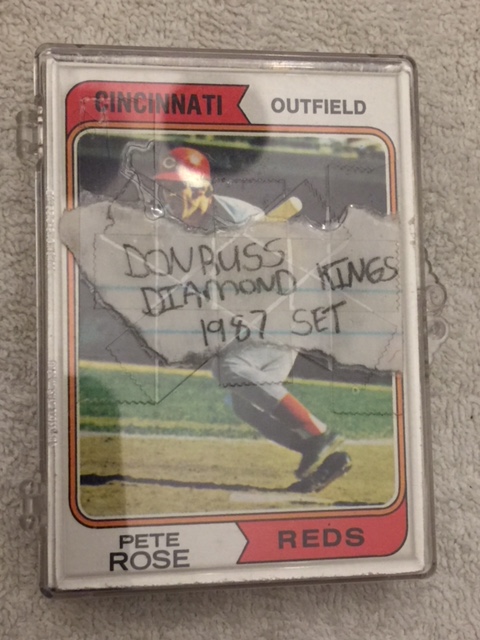 CINCINNATI OUTFIELD
DONRUSS
DIAMOND KINGS
1987 SET
PETE
ROSE
REDS